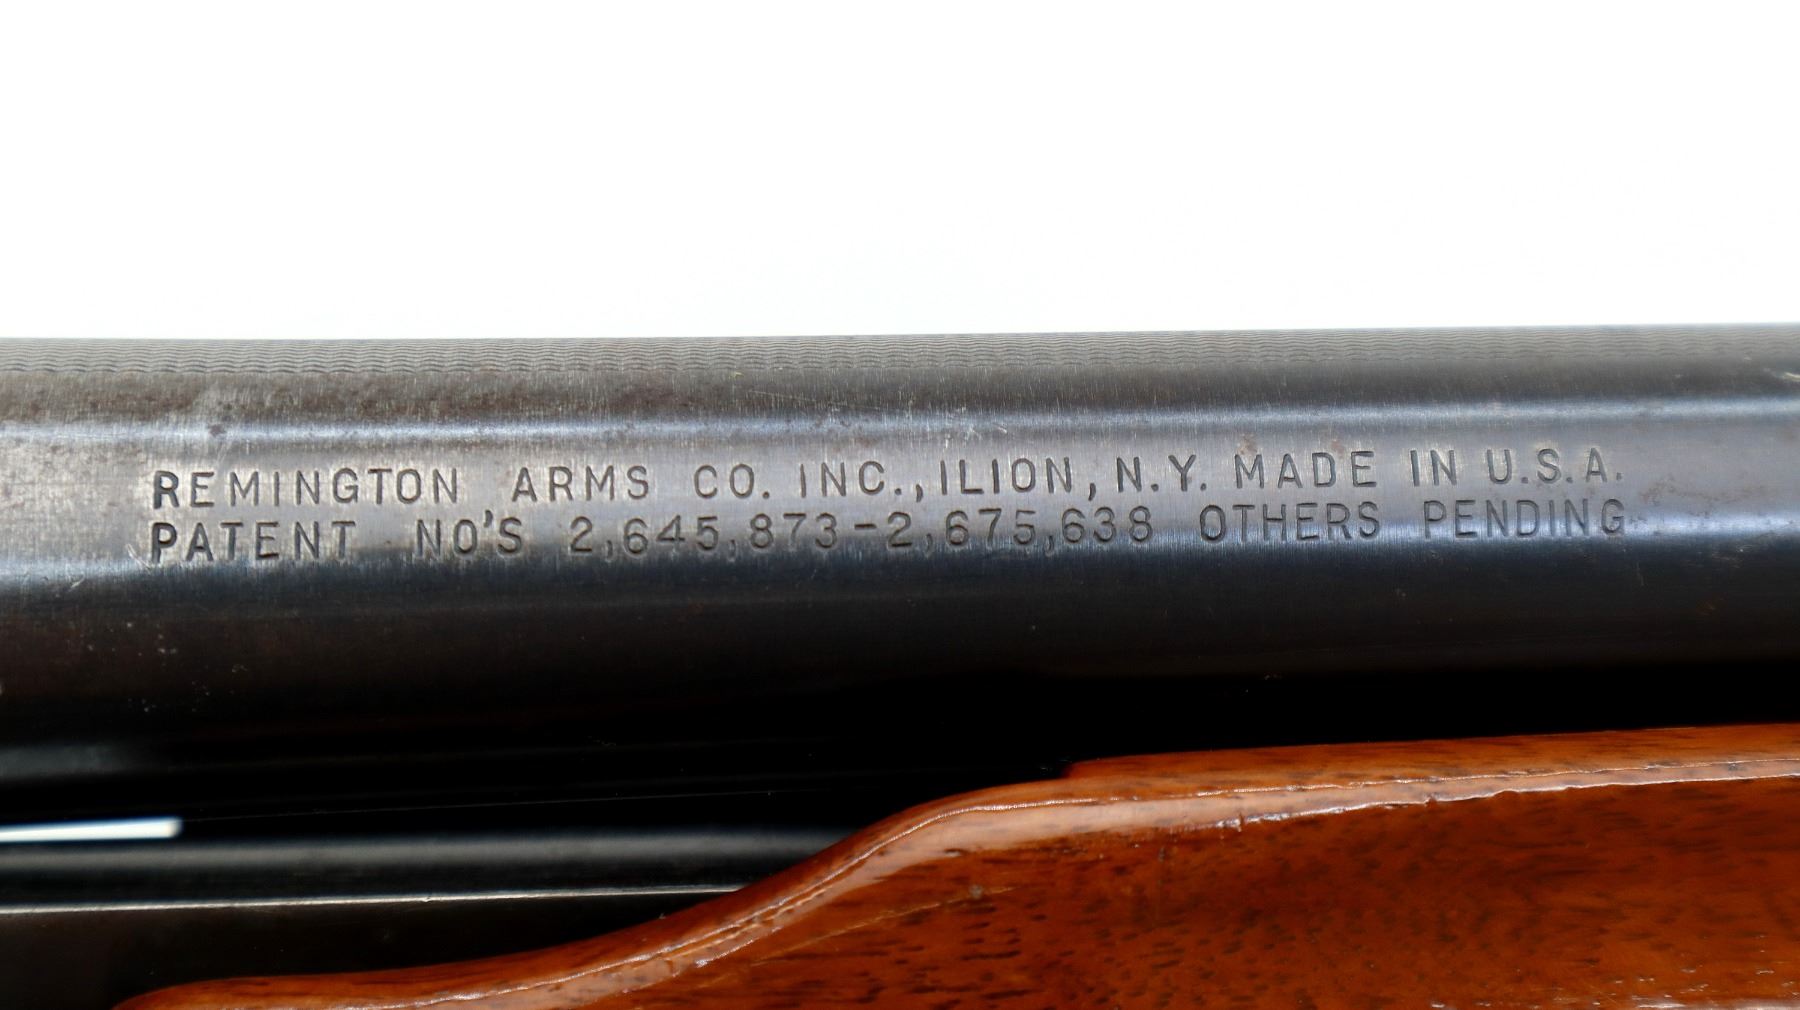 REMINGTON ARMS CO. INC., ILION, N.Y. MADE IN U.S.A.
PATENT NO'S 2,645,873-2,675,638 OTHERS PENDING